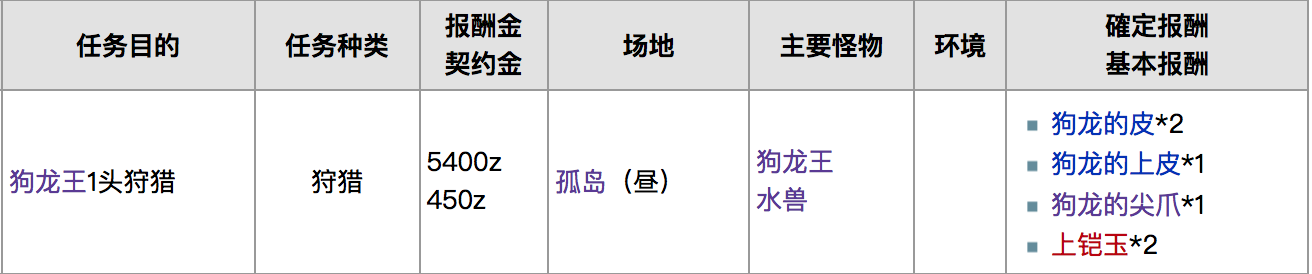 任务目的
任务种类
报酬金
契约金
场地
主要怪物
环境
確定报酬
基本报酬
狗龙王1头狩猎
狩猎
5400z
450z
孤岛（昼）
狗龙王
水兽
狗龙的皮*2
狗龙的上皮*1
狗龙的尖爪*1
上铠玉*2